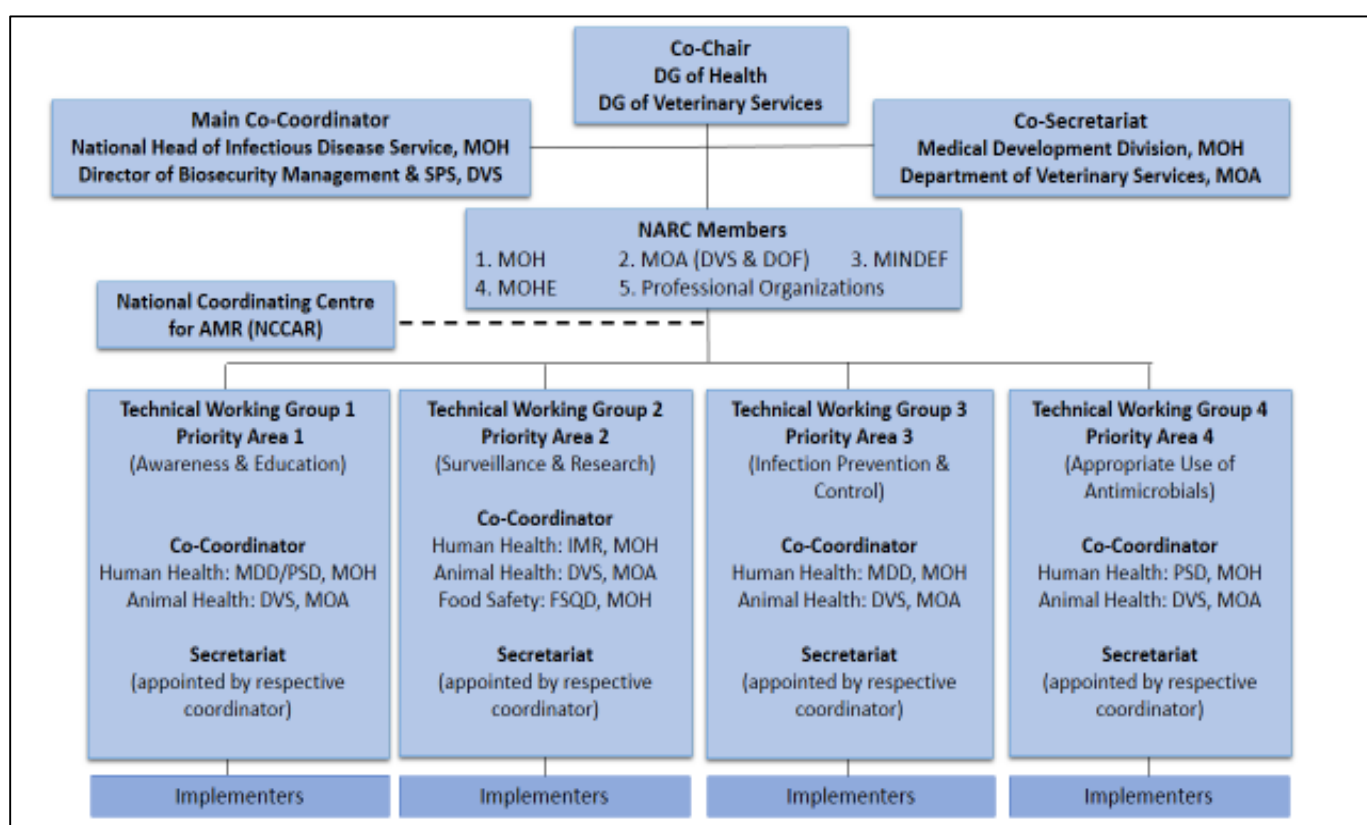 Co-Chair
DG of Health
DG of Veterinary Services
Main Co-Coordinator
National Head of Infectious Disease Service, MOH
Director of Biosecurity Management & SPS, DVS
Co-Secretariat
Medical Development Division, MOH
Department of Veterinary Services, MOA
NARC Members
1. MOH 2. MOA (DVS & DOF) 3. MINDEF
4. MOHE 5. Professional Organizations
National Coordinating Centre
for AMR (NCCAR)
Technical Working Group 1
Priority Area 1
(Awareness & Education)
Co-Coordinator
Human Health: MDD/PSD, MOH
Animal Health: DVS, MOA
Secretariat
(appointed by respective
coordinator)
Implementers
Technical Working Group 2
Priority Area 2
(Surveillance & Research)
Co-Coordinator
Human Health: IMR, MOH
Animal Health: DVS, MOA
Food Safety: FSQD, MOH
Secretariat
(appointed by respective
coordinator)
Implementers
Technical Working Group 3
Priority Area 3
(Infection Prevention &
Control)
Co-Coordinator
Human Health: MDD, MOH
Animal Health: DVS, MOA
Secretariat
(appointed by respective
coordinator)
Implementers
Technical Working Group 4
Priority Area 4
(Appropriate Use of
Antimicrobials)
Co-Coordinator
Human Health: PSD, MOH
Animal Health: DVS, MOA
Secretariat
(appointed by respective
coordinator)
Implementers